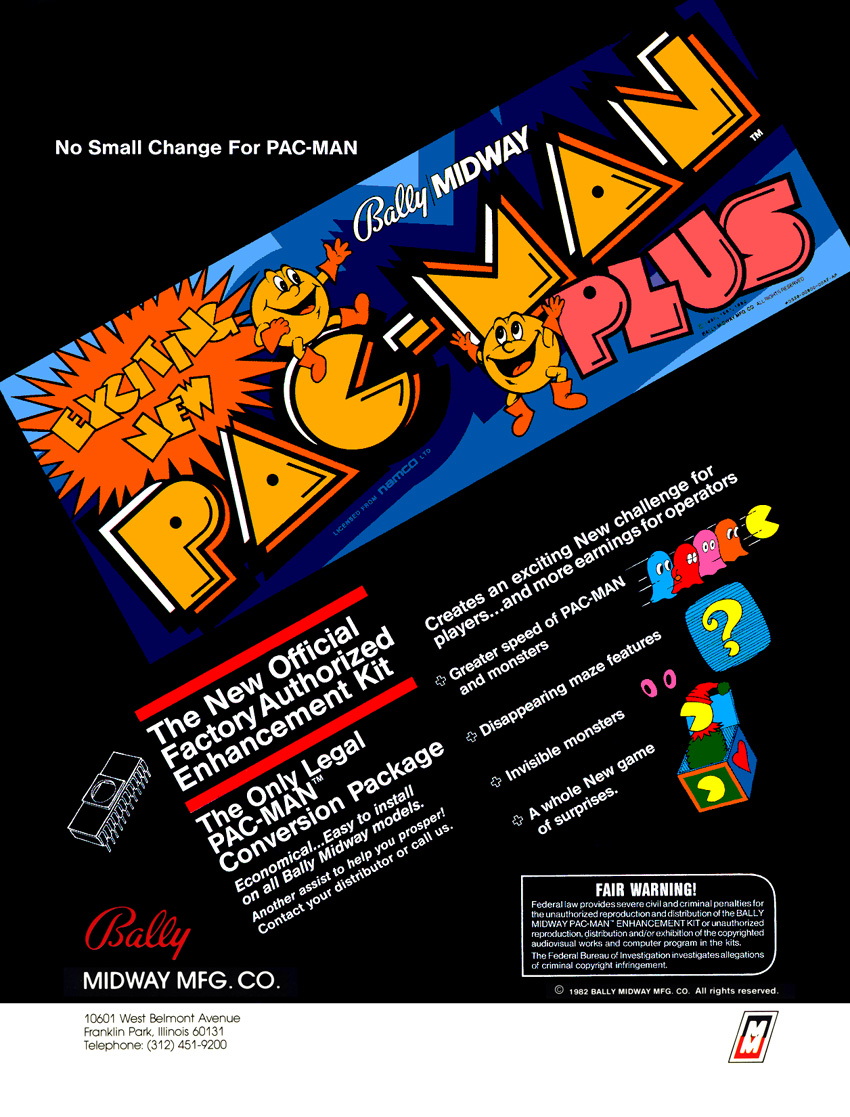 No Small Change For PAC-MAN
Bally MIDWAY
EXCITING
NEW
PAC-MAN™
PLUS
LICENSED FROM namco LTD
BALLY MIDWAY MFG. CO. ALL RIGHTS RESERVED
Creates an exciting New challenge for
players...and more earnings for operators
Greater speed of PAC-MAN
and monsters
?
Disappearing maze features
Invisible monsters
A whole New game
of surprises.
The New Official
Factory Authorized
Enhancement Kit
The Only Legal
PAC-MAN™
Conversion Package
Economical...Easy to install
on all Bally Midway models.
Another assist to help you prosper!
Contact your distributor or call us.
FAIR WARNING!
Federal law provides severe civil and criminal penalties for
the unauthorized reproduction and distribution of the BALLY
MIDWAY PAC-MAN™ ENHANCEMENT KIT or unauthorized
reproduction, distribution and/or exhibition of the copyrighted
audiovisual works and computer program in the kits.
The Federal Bureau of Investigation investigates allegations
of criminal copyright infringement.
© 1982 BALLY MIDWAY MFG. CO. All rights reserved.
Bally
MIDWAY MFG. CO.
10601 West Belmont Avenue
Franklin Park, Illinois 60131
Telephone: (312) 451-9200
M
M